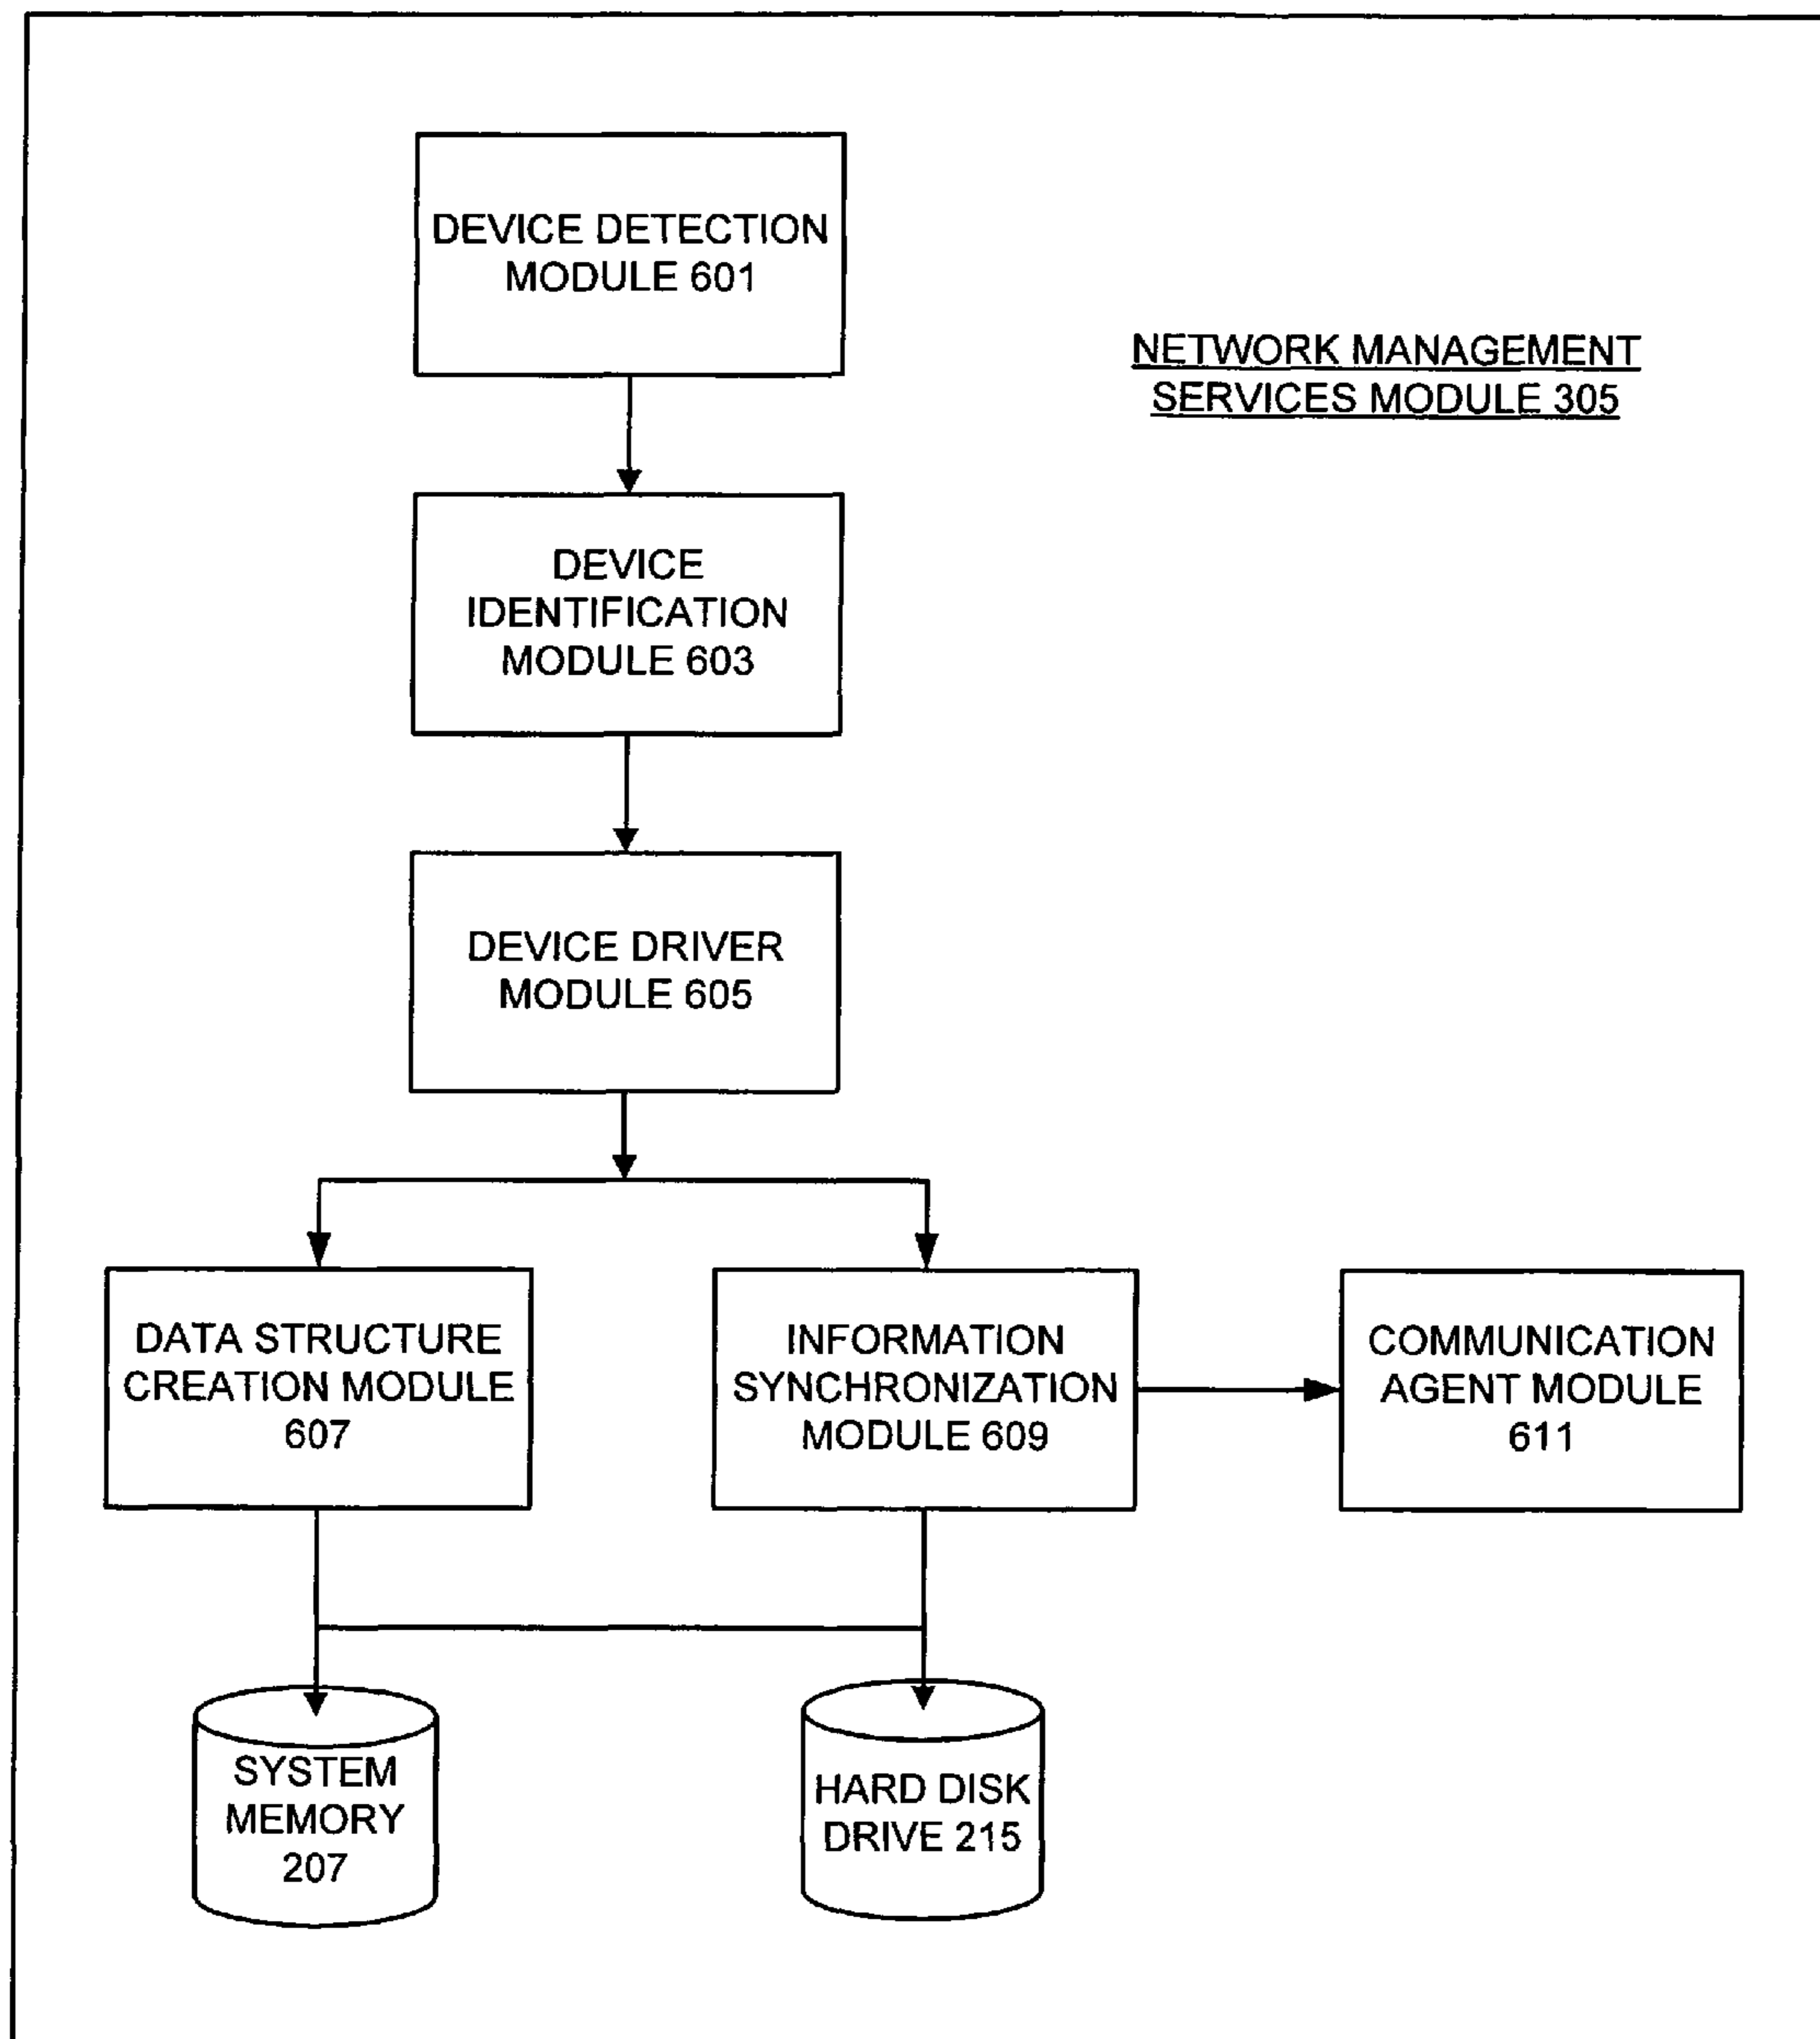 DEVICE DETECTION
MODULE 601
NETWORK MANAGEMENT
SERVICES MODULE 305
DEVICE
IDENTIFICATION
MODULE 603
DEVICE DRIVER
MODULE 605
DATA STRUCTURE
CREATION MODULE
607
INFORMATION
SYNCHRONIZATION
MODULE 609
COMMUNICATION
AGENT MODULE
611
SYSTEM
MEMORY
207
HARD DISK
DRIVE 215